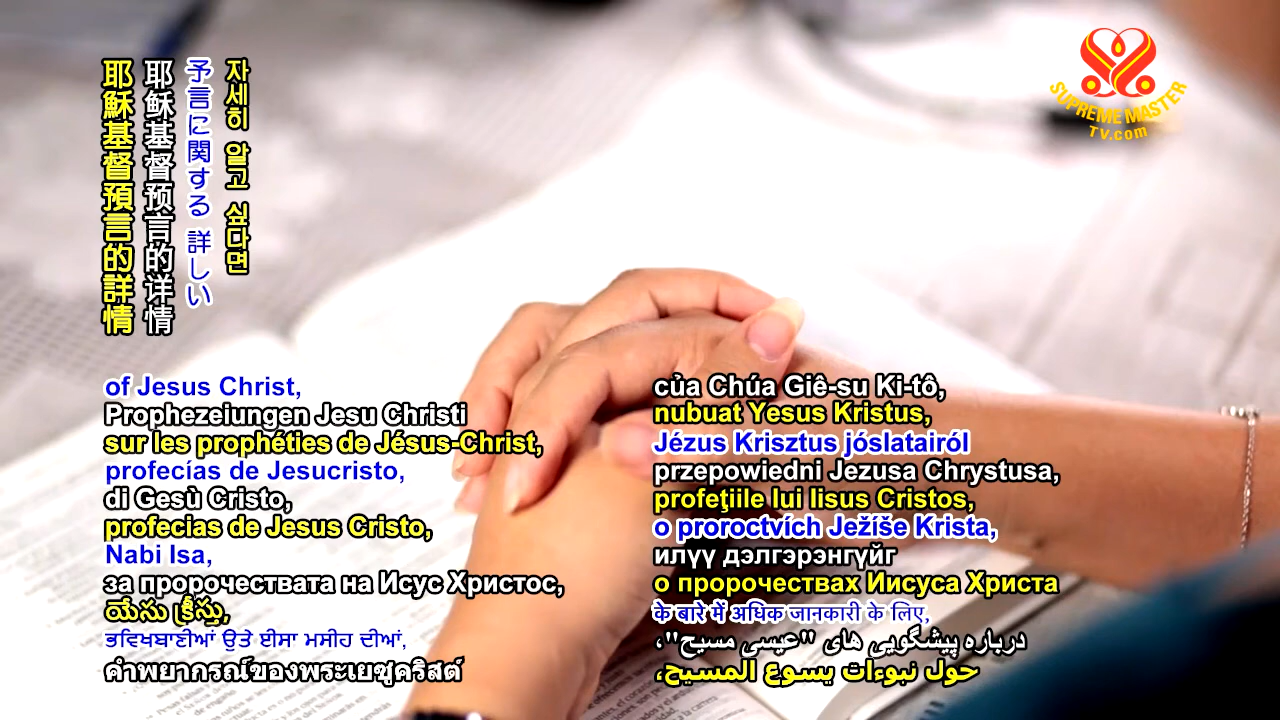 耶穌基督預言的詳情
耶稣基督预言的详情
予言に関する 詳しい
자세히 알고 싶다면
SUPREME MASTER
TV.com
of Jesus Christ,
Prophezeiungen Jesu Christi
sur les prophéties de Jésus-Christ,
profecías de Jesucristo,
di Gesù Cristo,
profecias de Jesus Cristo,
Nabi Isa,
за пророчествата на Исус Христос,
యేసు క్రీస్తు,
ਭਵਿਖਬਾਣੀਆਂ ਉਤੇ ਈਸਾ ਮਸੀਹ ਦੀਆਂ,
คำพยากรณ์ของพระเยซูคริสต์
của Chúa Giê-su Ki-tô,
nubuat Yesus Kristus,
Jézus Krisztus jóslatairól
przepowiedni Jezusa Chrystusa,
profeţiile lui Iisus Cristos,
o proroctvích Ježíše Krista,
илүү дэлгэрэнгүйг
о пророчествах Иисуса Христа
के बारे में अधिक जानकारी के लिए,
درباره پیشگویی های "عیسی مسیح"،
حول نبوءات يسوع المسيح،